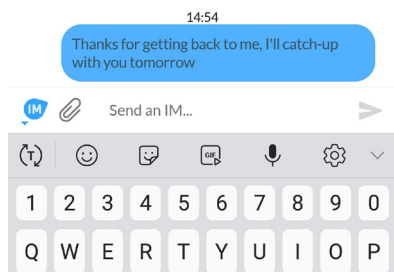 14:54
Thanks for getting back to me, I'll catch-up
with you tomorrow
IM Send an IM...
T GIF
1 2 3 4 5 6 7 8 9 0
Q W E R T Y U I O P